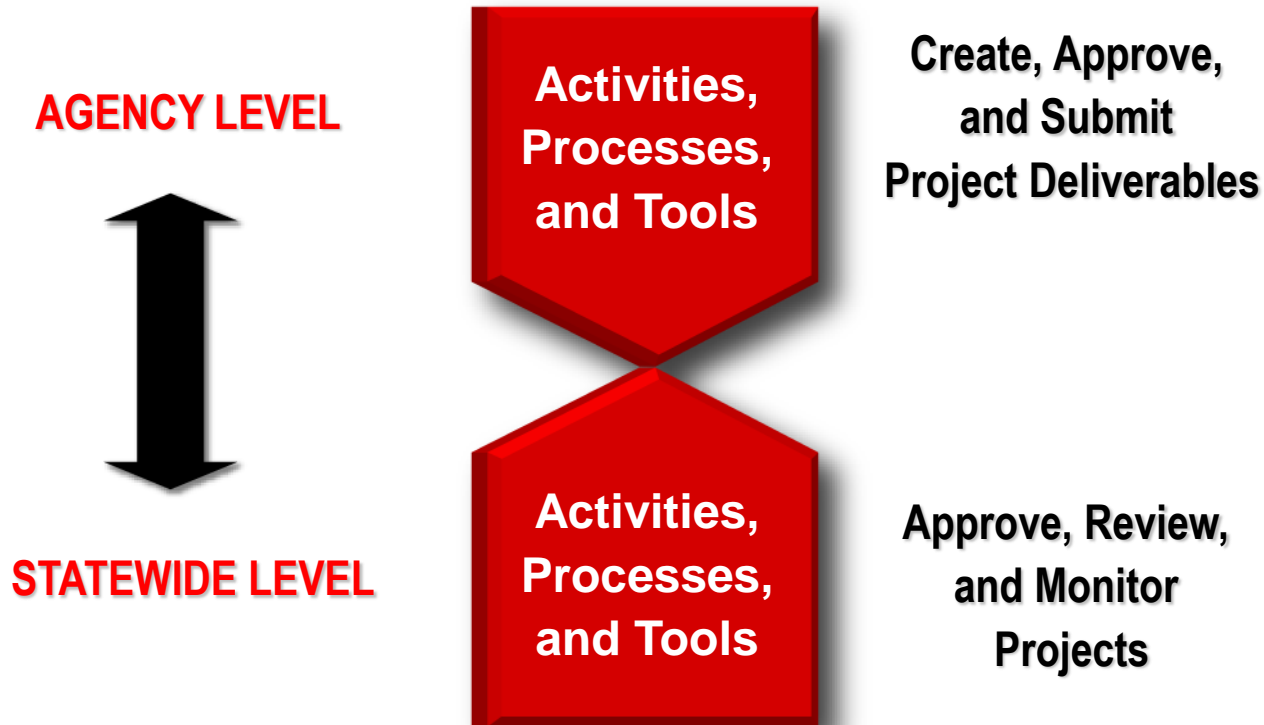 AGENCY LEVEL
Activities,
Processes,
and Tools
Create, Approve,
and Submit
Project Deliverables
STATEWIDE LEVEL
Activities,
Processes,
and Tools
Approve, Review,
and Monitor
Projects